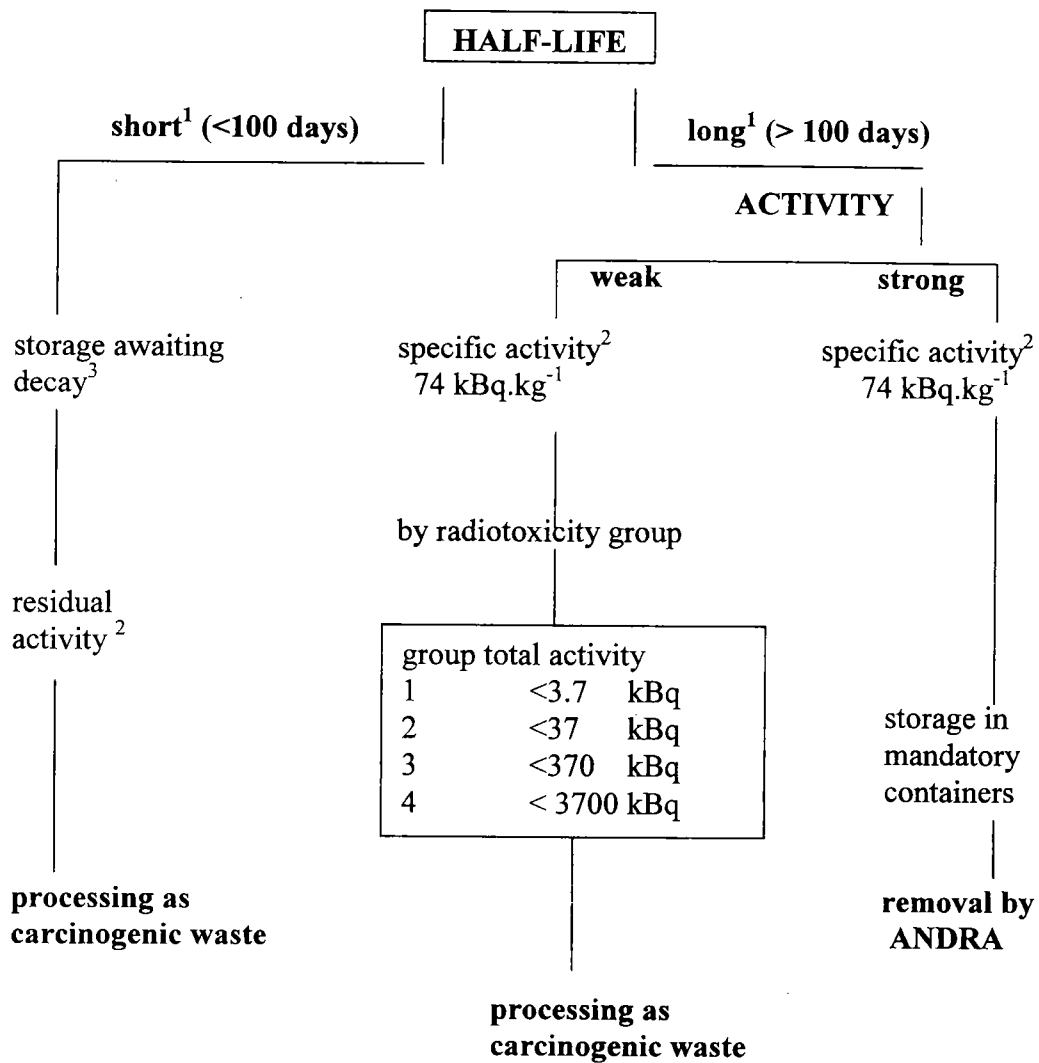 HALF-LIFE
short¹ (<100 days)
long¹ (> 100 days)
ACTIVITY
weak
strong
storage awaiting
decay³
specific activity²
74 kBq.kg⁻¹
specific activity²
74 kBq.kg⁻¹
by radiotoxicity group
residual
activity ²
group total activity
1 <3.7 kBq
2 <37 kBq
3 <370 kBq
4 < 3700 kBq
storage in
mandatory
containers
processing as
carcinogenic waste
removal by
ANDRA
processing as
carcinogenic waste